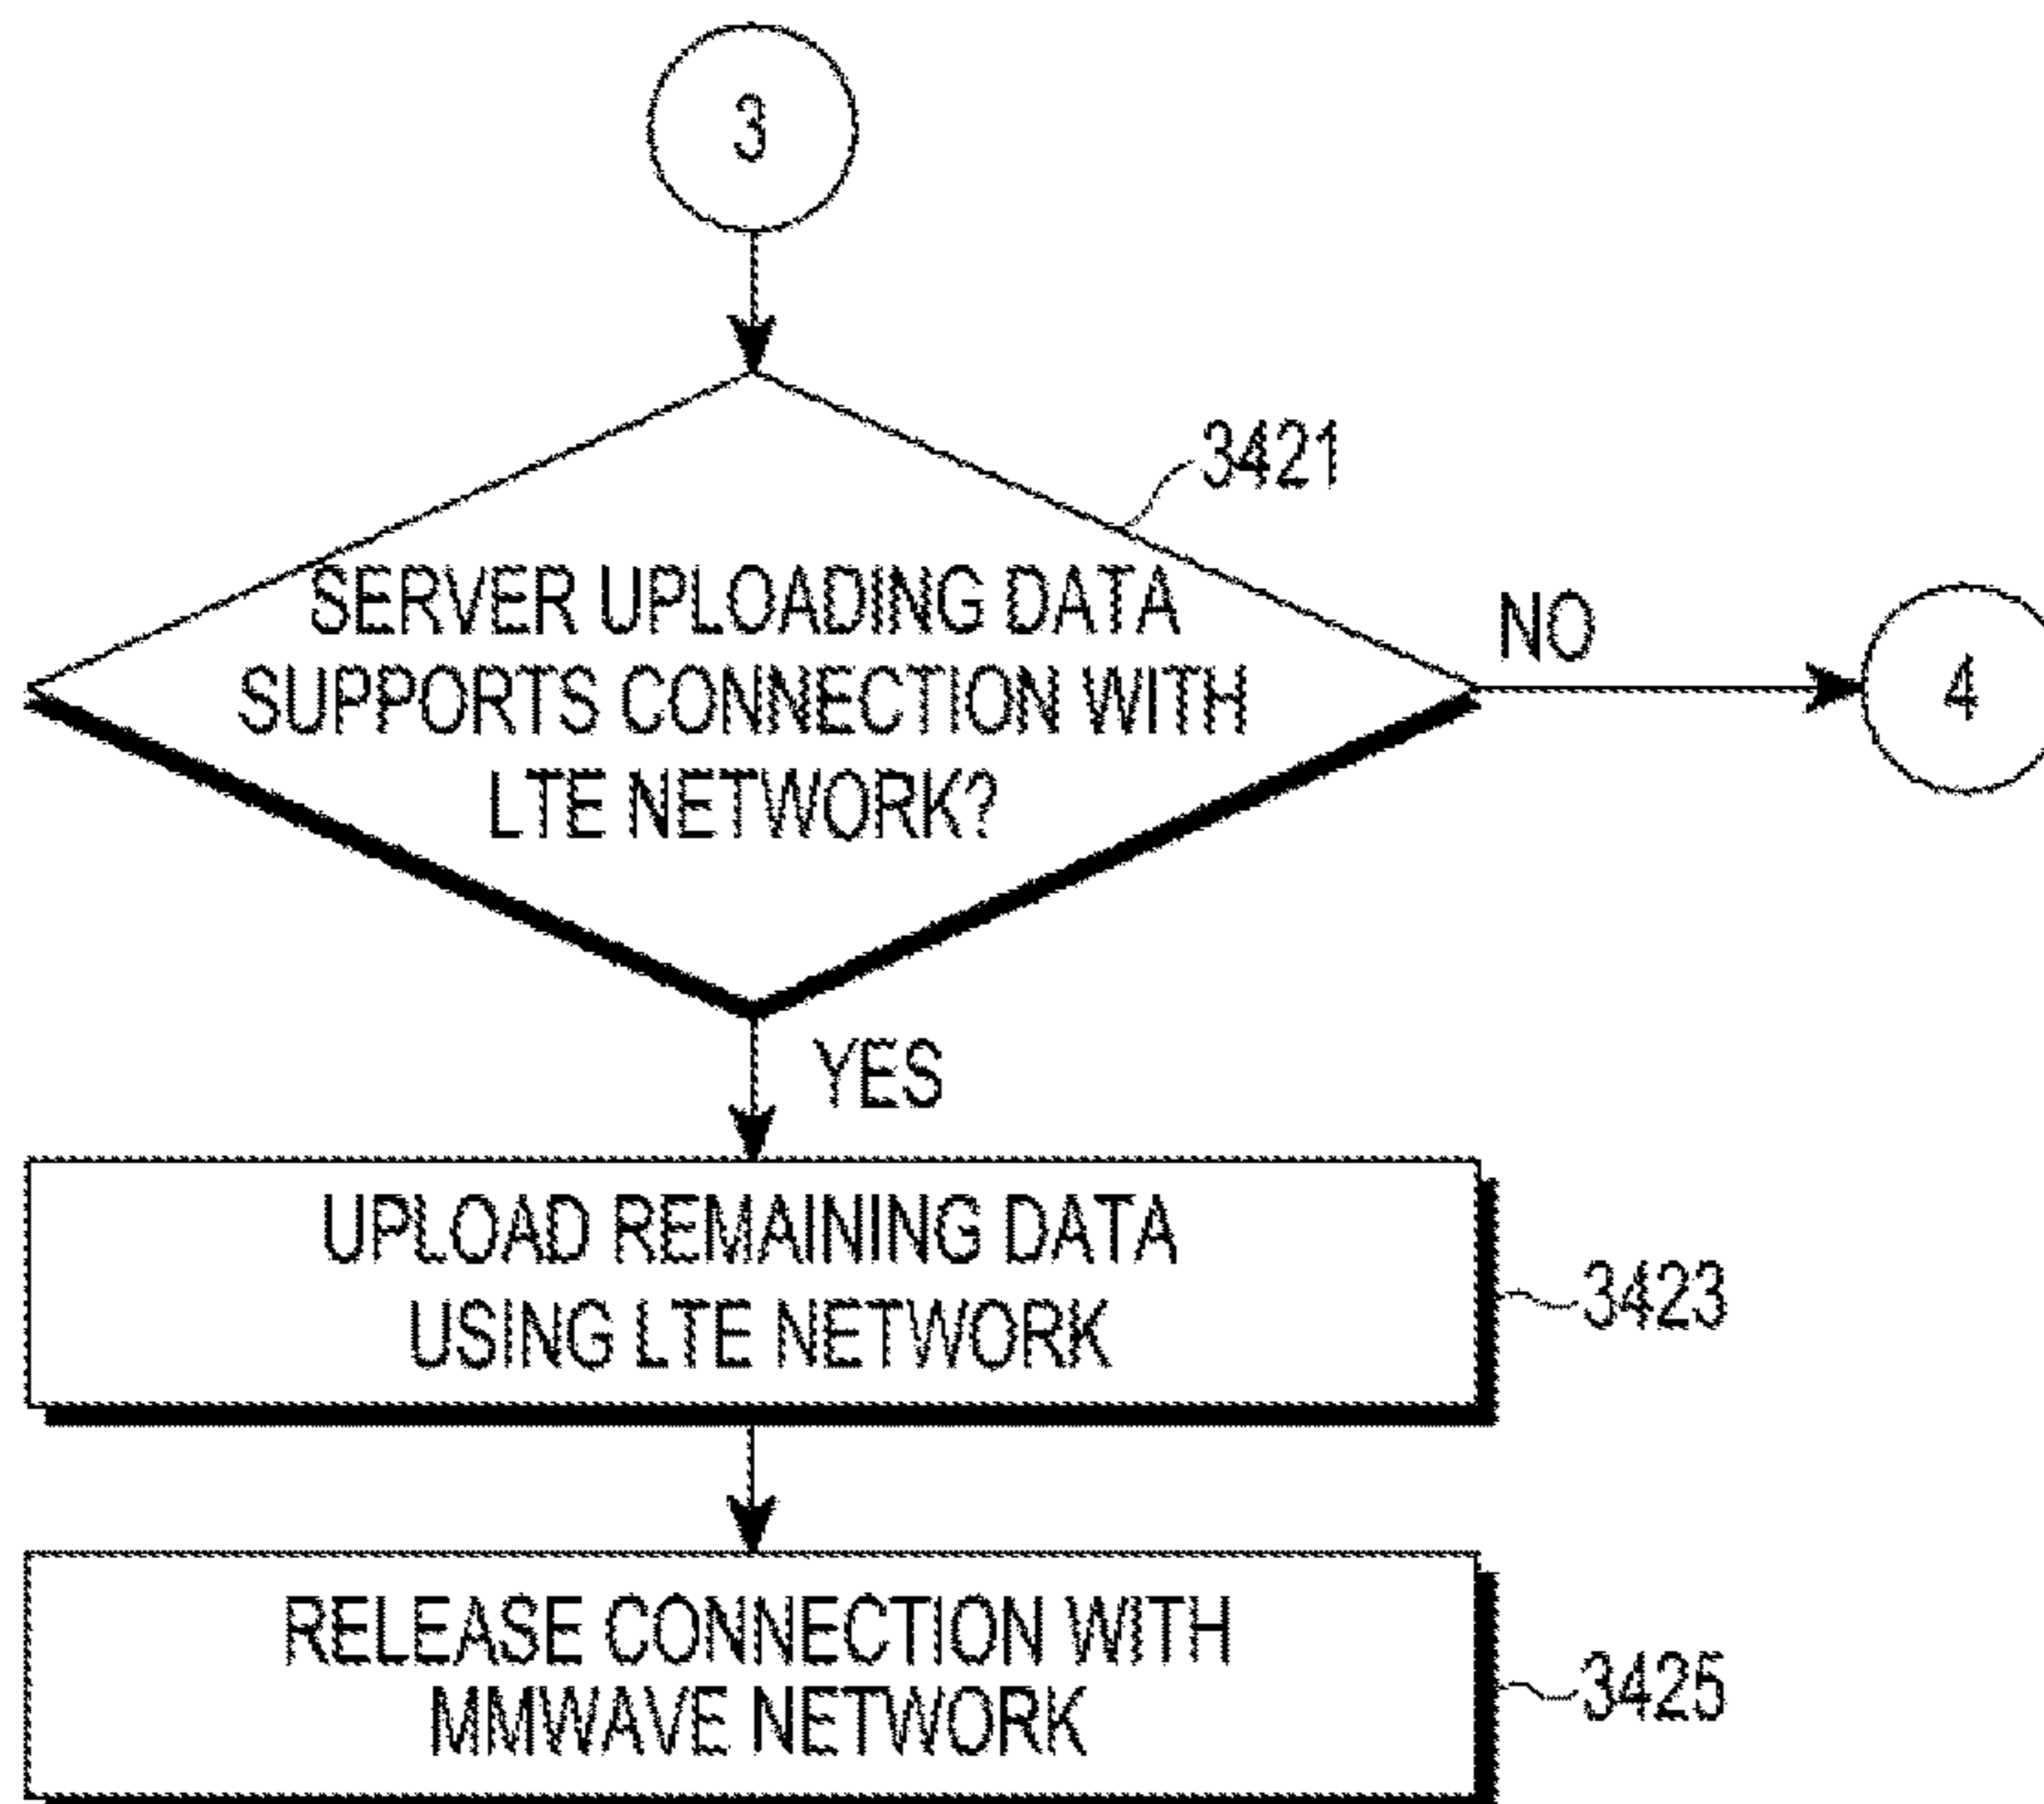 3
3421
SERVER UPLOADING DATA
SUPPORTS CONNECTION WITH
LTE NETWORK?
NO
4
YES
UPLOAD REMAINING DATA
USING LTE NETWORK
3423
RELEASE CONNECTION WITH
MMWAVE NETWORK
3425